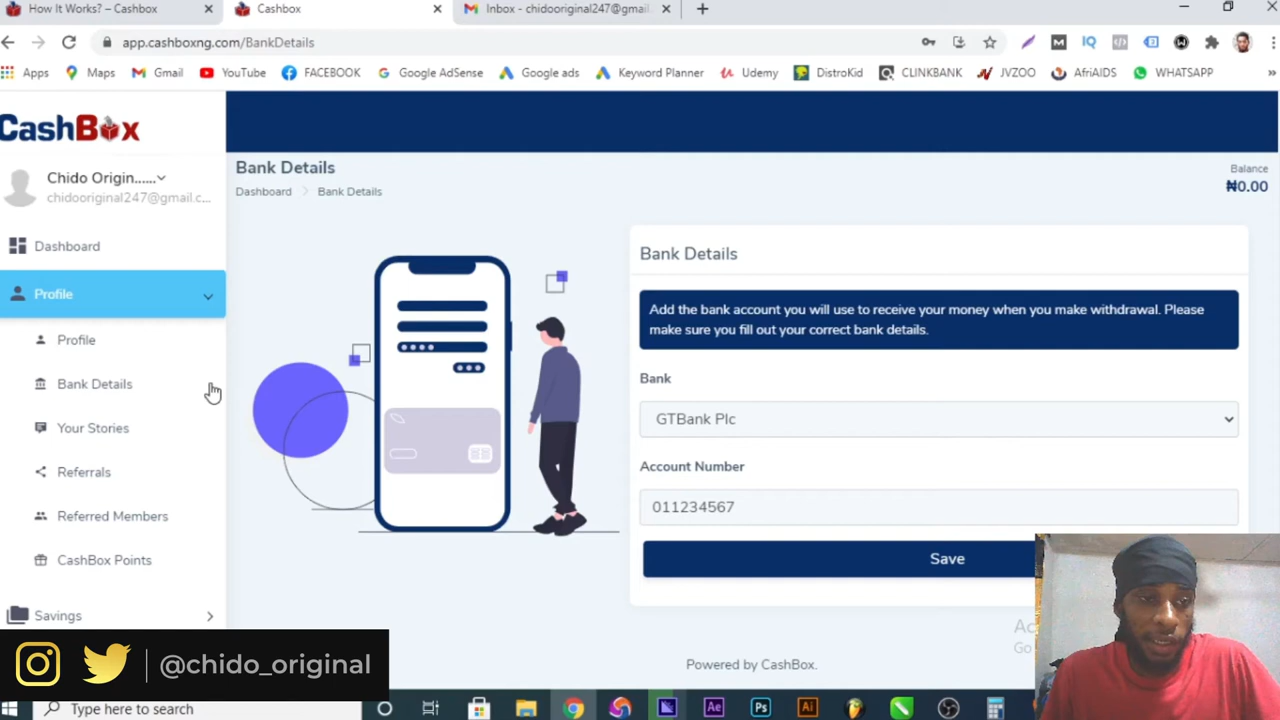 How It Works? – Cashbox
Cashbox
Inbox - chidooriginal247@gmail.
app.cashboxng.com/BankDetails
Apps
Maps
Gmail
YouTube
FACEBOOK
Google AdSense
Google ads
Keyword Planner
Udemy
DistroKid
CLINKBANK
JVZOO
AfriAIDS
WHATSAPP
CashBox
Chido Origin......
chidooriginal247@gmail.c...
Dashboard
Profile
Profile
Bank Details
Your Stories
Referrals
Referred Members
CashBox Points
Savings
Bank Details
Dashboard > Bank Details
Balance
₦0.00
Bank Details
Add the bank account you will use to receive your money when you make withdrawal. Please
make sure you fill out your correct bank details.
Bank
GTBank Plc
Account Number
011234567
Save
Go
Powered by CashBox.
@chido_original
Type here to search